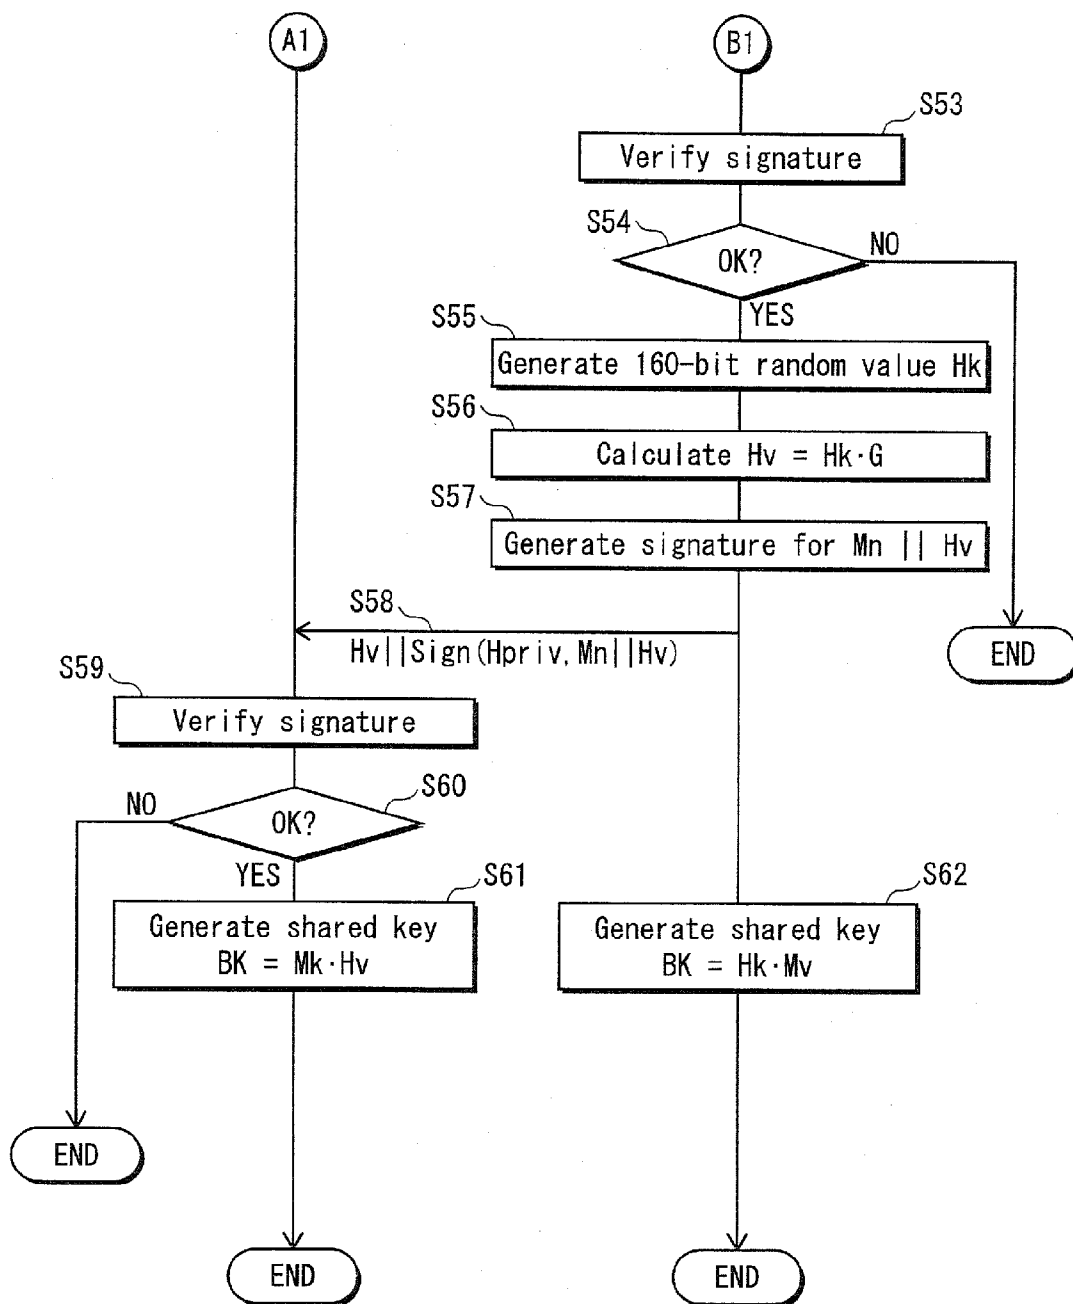 A1
B1
S53
Verify signature
S54
OK?
NO
YES
S55
Generate 160-bit random value Hk
S56
Calculate Hv = Hk·G
S57
Generate signature for Mn || Hv
S58
Hv||Sign(Hpriv,Mn||Hv)
END
S59
Verify signature
S60
NO
OK?
YES
S61
Generate shared key
BK = Mk·Hv
S62
Generate shared key
BK = Hk·Mv
END
END
END